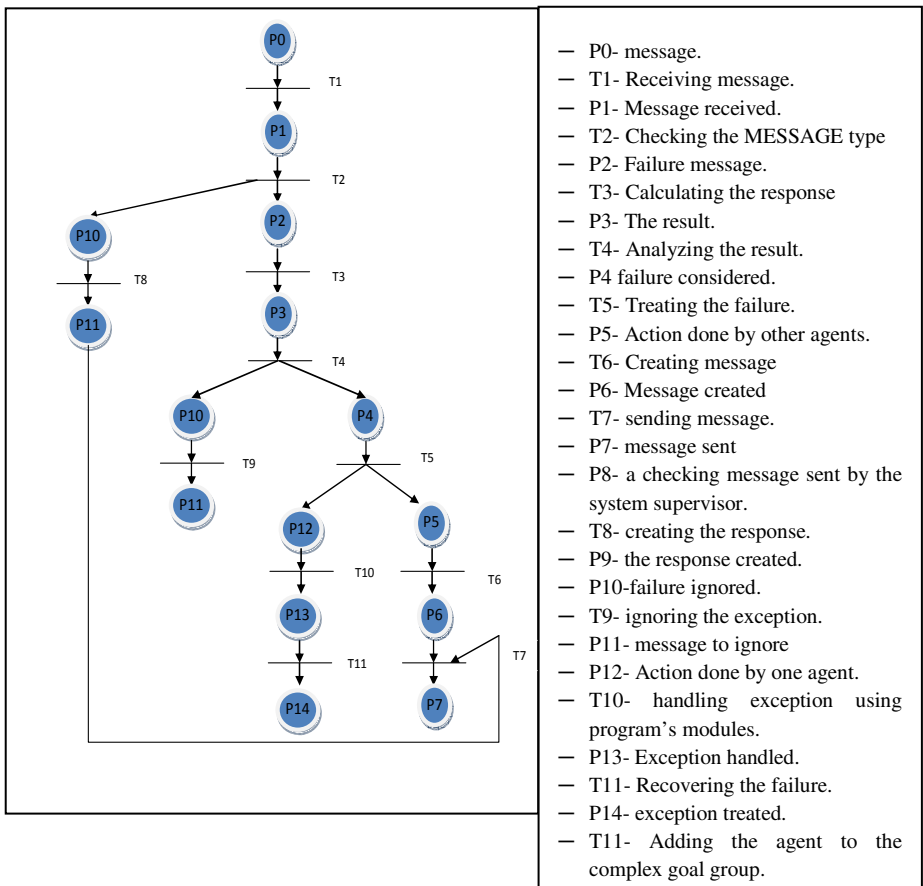 P0
T1
P1
T2
P10
P2
T8
T3
P11
P3
T4
P10
P4
T9
T5
P11
P12
P5
T10
T6
P13
P6
T7
T11
P14
P7
— P0- message.
— T1- Receiving message.
— P1- Message received.
— T2- Checking the MESSAGE type
— P2- Failure message.
— T3- Calculating the response
— P3- The result.
— T4- Analyzing the result.
— P4 failure considered.
— T5- Treating the failure.
— P5- Action done by other agents.
— T6- Creating message
— P6- Message created
— T7- sending message.
— P7- message sent
— P8- a checking message sent by the
system supervisor.
— T8- creating the response.
— P9- the response created.
— P10-failure ignored.
— T9- ignoring the exception.
— P11- message to ignore
— P12- Action done by one agent.
— T10- handling exception using
program’s modules.
— P13- Exception handled.
— T11- Recovering the failure.
— P14- exception treated.
— T11- Adding the agent to the
complex goal group.